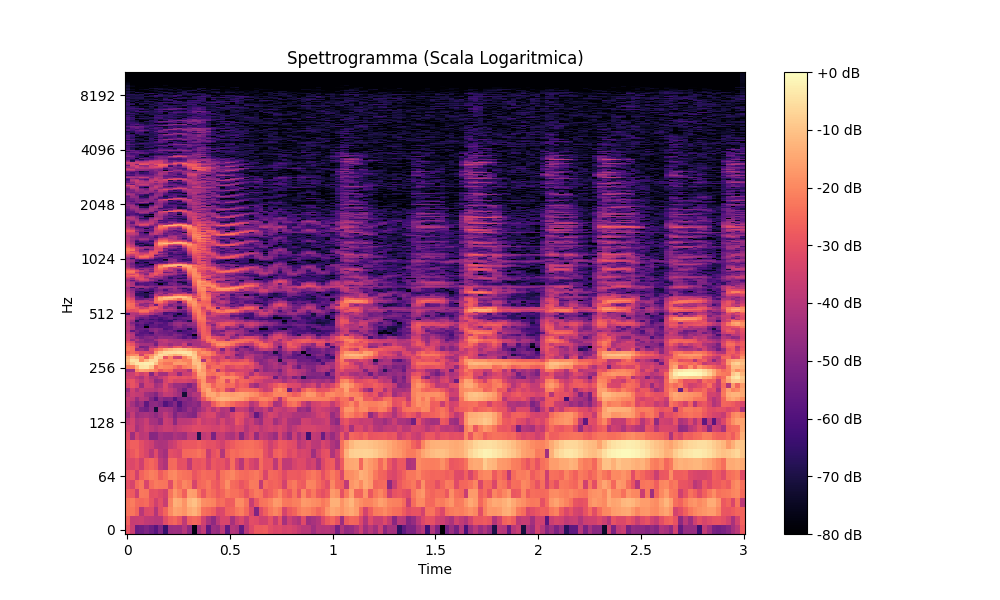 Spettrogramma (Scala Logaritmica)
8192
4096
2048
1024
512
256
128
64
0
Hz
0
0.5
1
1.5
2
2.5
3
Time
+0 dB
-10 dB
-20 dB
-30 dB
-40 dB
-50 dB
-60 dB
-70 dB
-80 dB